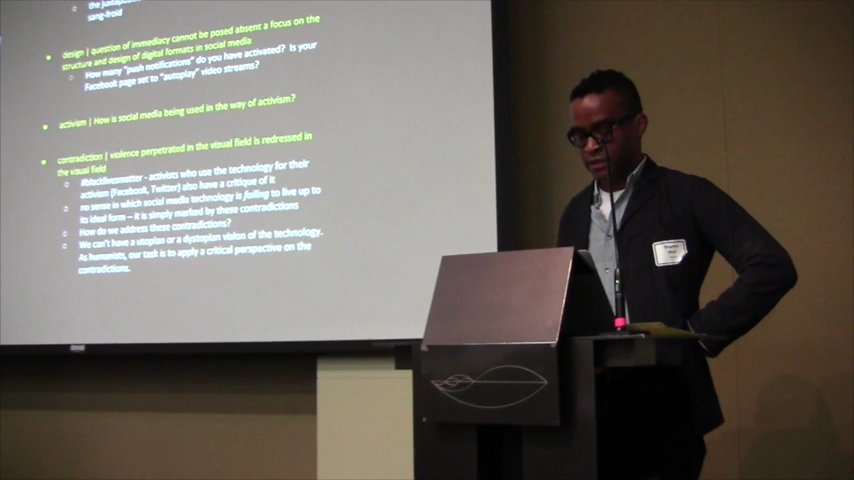 the
sang-froid
design | question of immediacy cannot be posed absent a focus on the
structure and design of digital formats in social media
How many "push notifications" do you have activated? Is your
Facebook page set to "autoplay" video streams?
activism | How is social media being used in the way of activism?
contradiction | violence perpetrated in the visual field is redressed in
the visual field
#blacklivesmatter - activists who use the technology for their
activism (Facebook, Twitter) also have a critique of it
no sense in which social media technology is failing to live up to
its ideal form – it is simply marked by these contradictions
How do we address these contradictions?
We can't have a utopian or a dystopian vision of the technology.
As humanists, our task is to apply a critical perspective on the
contradictions.